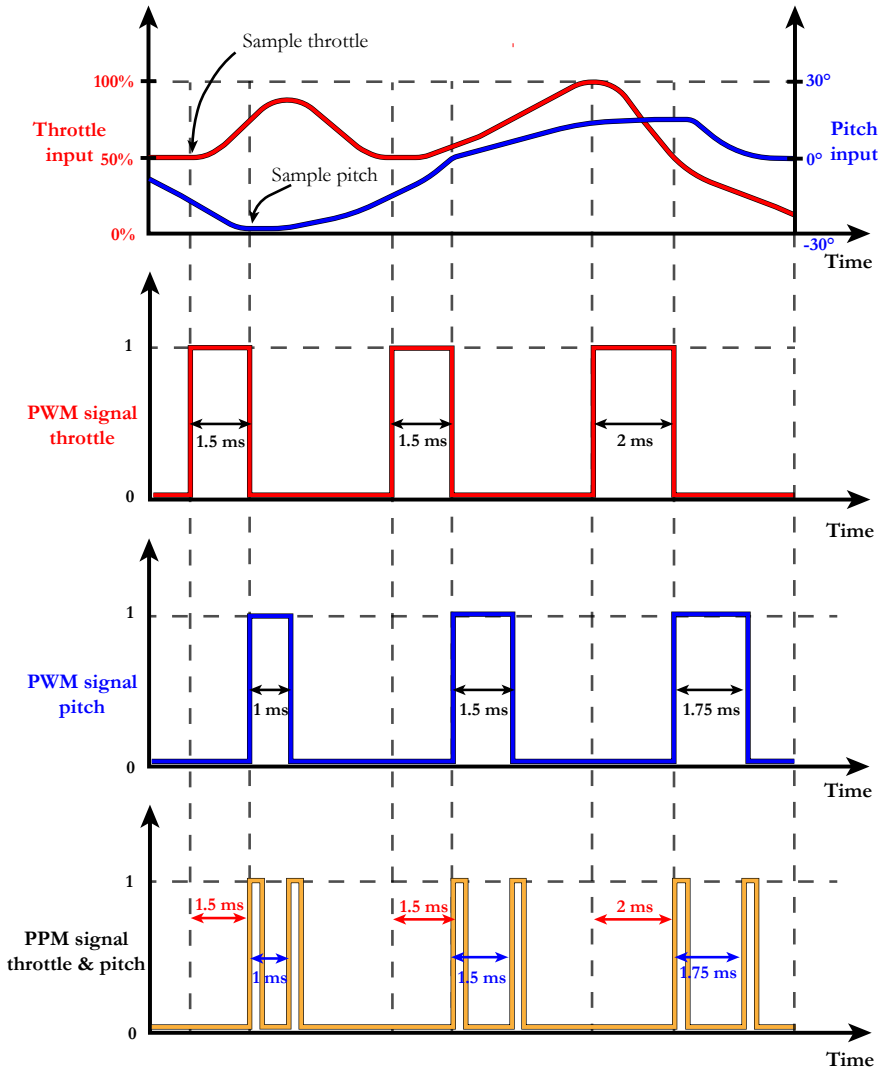 Sample throttle
100%
30°
Throttle
input
50%
Pitch
input
0°
Sample pitch
0%
-30°
Time
1
PWM signal
throttle
1.5 ms
1.5 ms
2 ms
0
Time
1
PWM signal
pitch
1 ms
1.5 ms
1.75 ms
0
Time
1
1.5 ms
1.5 ms
2 ms
PPM signal
throttle & pitch
1 ms
1.5 ms
1.75 ms
0
Time